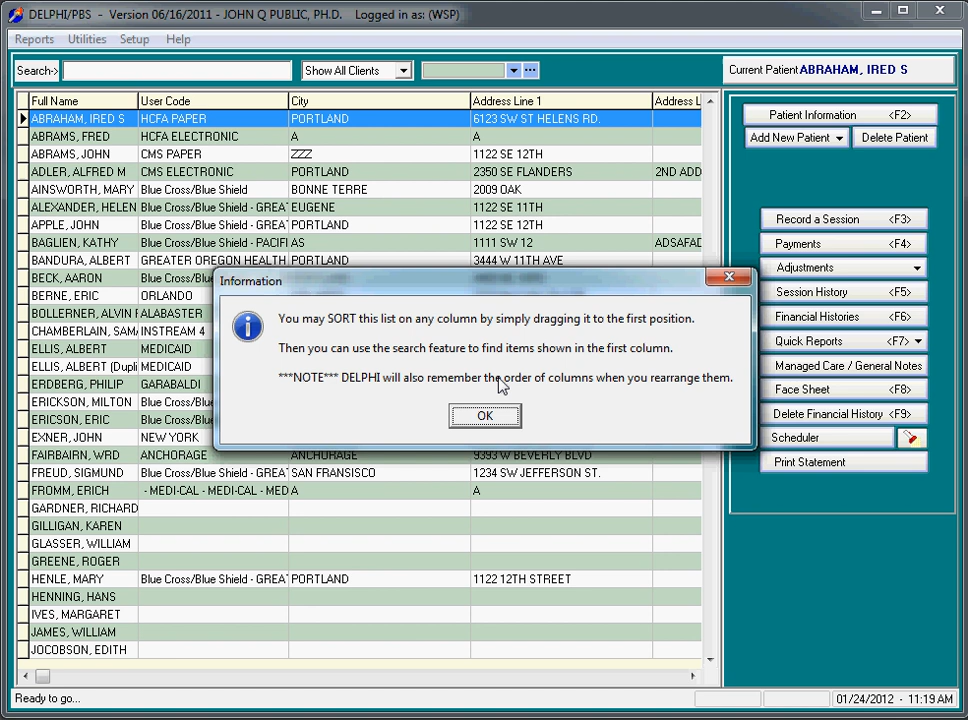 DELPHI/PBS - Version 06/16/2011 - JOHN Q PUBLIC, PH.D. Logged in as: (WSP)
Reports Utilities Setup Help
Search-> Show All Clients Current Patient ABRAHAM, IRED S
Full Name User Code City Address Line 1 Address L
ABRAHAM, IRED S HCFA PAPER PORTLAND 6123 SW ST HELENS RD.
ABRAMS, FRED HCFA ELECTRONIC A A
ABRAMS, JOHN CMS PAPER ZZZ 1122 SE 12TH
ADLER, ALFRED M CMS ELECTRONIC PORTLAND 2350 SE FLANDERS 2ND ADD
AINSWORTH, MARY Blue Cross/Blue Shield BONNE TERRE 2009 OAK
ALEXANDER, HELEN Blue Cross/Blue Shield - GREA EUGENE 1122 SE 11TH
APPLE, JOHN Blue Cross/Blue Shield - GREA PORTLAND 1122 SE 12TH
BAGLIEN, KATHY Blue Cross/Blue Shield - PACIFI AS 1111 SW 12 ADSAFAD
BANDURA, ALBERT GREATER OREGON HEALTH PORTLAND 3444 W 11TH AVE
BECK, AARON Blue Cross/Blue
BERNE, ERIC ORLANDO
BOLLERNER, ALVIN F ALABASTER
CHAMBERLAIN, SAM INSTREAM 4
ELLIS, ALBERT MEDICAID
ELLIS, ALBERT (Dupli MEDICAID
ERDBERG, PHILIP GARABALDI
ERICKSON, MILTON Blue Cross/Blue
ERICSON, ERIC Blue Cross/Blue
EXNER, JOHN NEW YORK
FAIRBAIRN, WRD ANCHORAGE ANCHORAGE 9393 W BEVERLY BLVD
FREUD, SIGMUND Blue Cross/Blue Shield - GREA SAN FRANSISCO 1234 SW JEFFERSON ST.
FROMM, ERICH - MEDI-CAL - MEDI-CAL - MED A A
GARDNER, RICHARD
GILLIGAN, KAREN
GLASSER, WILLIAM
GREENE, ROGER
HENLE, MARY Blue Cross/Blue Shield - GREA PORTLAND 1122 12TH STREET
HENNING, HANS
IVES, MARGARET
JAMES, WILLIAM
JOCOBSON, EDITH
Information
You may SORT this list on any column by simply dragging it to the first position.
Then you can use the search feature to find items shown in the first column.
***NOTE*** DELPHI will also remember the order of columns when you rearrange them.
OK
Patient Information <F2>
Add New Patient Delete Patient
Record a Session <F3>
Payments <F4>
Adjustments
Session History <F5>
Financial Histories <F6>
Quick Reports <F7>
Managed Care / General Notes
Face Sheet <F8>
Delete Financial History <F9>
Scheduler
Print Statement
Ready to go... 01/24/2012 - 11:19 AM